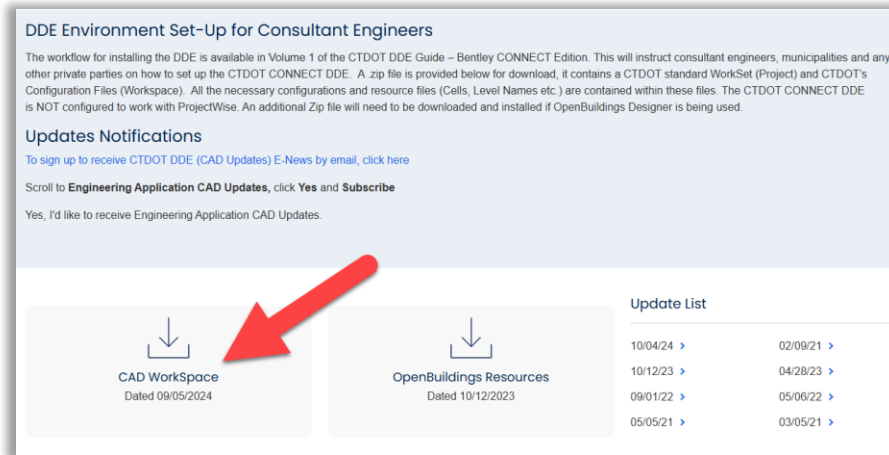 DDE Environment Set-Up for Consultant Engineers
The workflow for installing the DDE is available in Volume 1 of the CTDOT DDE Guide – Bentley CONNECT Edition. This will instruct consultant engineers, municipalities and any
other private parties on how to set up the CTDOT CONNECT DDE.  A .zip file is provided below for download, it contains a CTDOT standard WorkSet (Project) and CTDOT's
Configuration Files (Workspace).  All the necessary configurations and resource files (Cells, Level Names etc.) are contained within these files. The CTDOT CONNECT DDE
is NOT configured to work with ProjectWise. An additional Zip file will need to be downloaded and installed if OpenBuildings Designer is being used.
Updates Notifications
To sign up to receive CTDOT DDE (CAD Updates) E-News by email, click here
Scroll to Engineering Application CAD Updates, click Yes and Subscribe
Yes, I'd like to receive Engineering Application CAD Updates.
CAD WorkSpace
Dated 09/05/2024
OpenBuildings Resources
Dated 10/12/2023
Update List
10/04/24 > 02/09/21 >
10/12/23 > 04/28/23 >
09/01/22 > 05/06/22 >
05/05/21 > 03/05/21 >